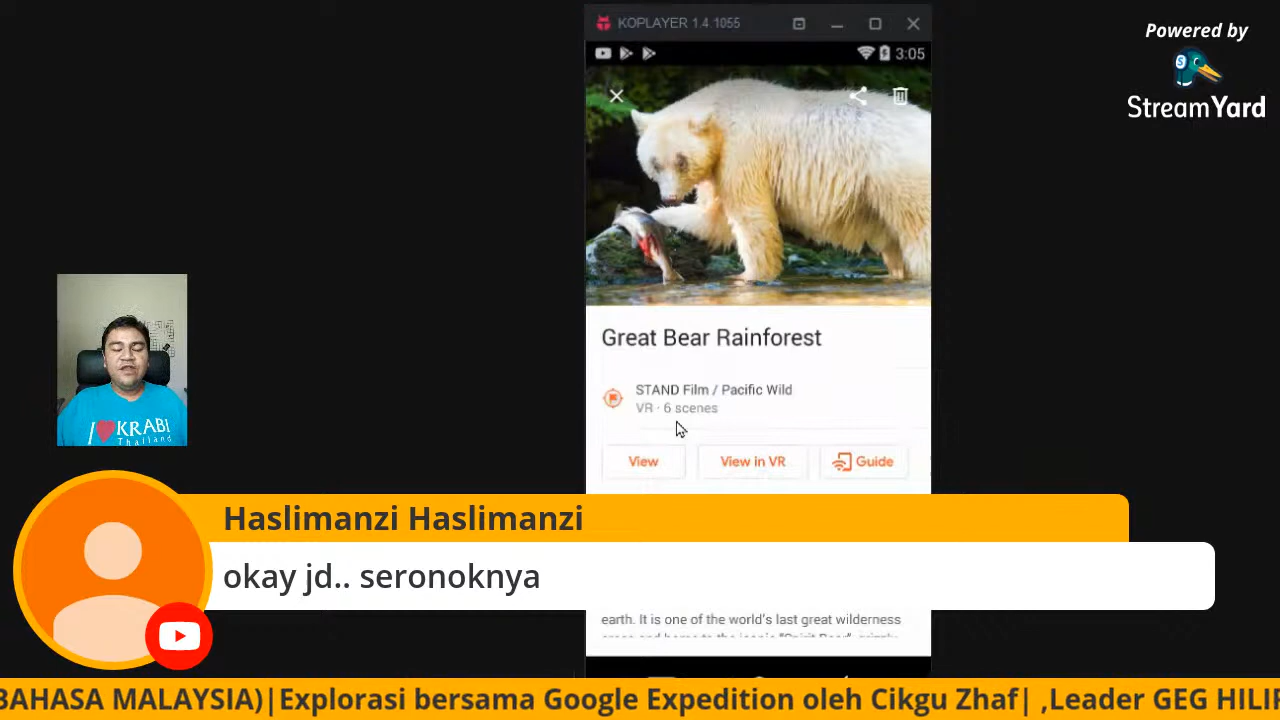 KOPLAYER 1.4.1055
3:05
Powered by
StreamYard
Great Bear Rainforest
STAND Film / Pacific Wild
VR · 6 scenes
View
View in VR
Guide
I KRABI
Thailand
Haslimanzi Haslimanzi
okay jd.. seronoknya
earth. It is one of the world's last great wilderness
BAHASA MALAYSIA)|Explorasi bersama Google Expedition oleh Cikgu Zhaf| ,Leader GEG HILIR